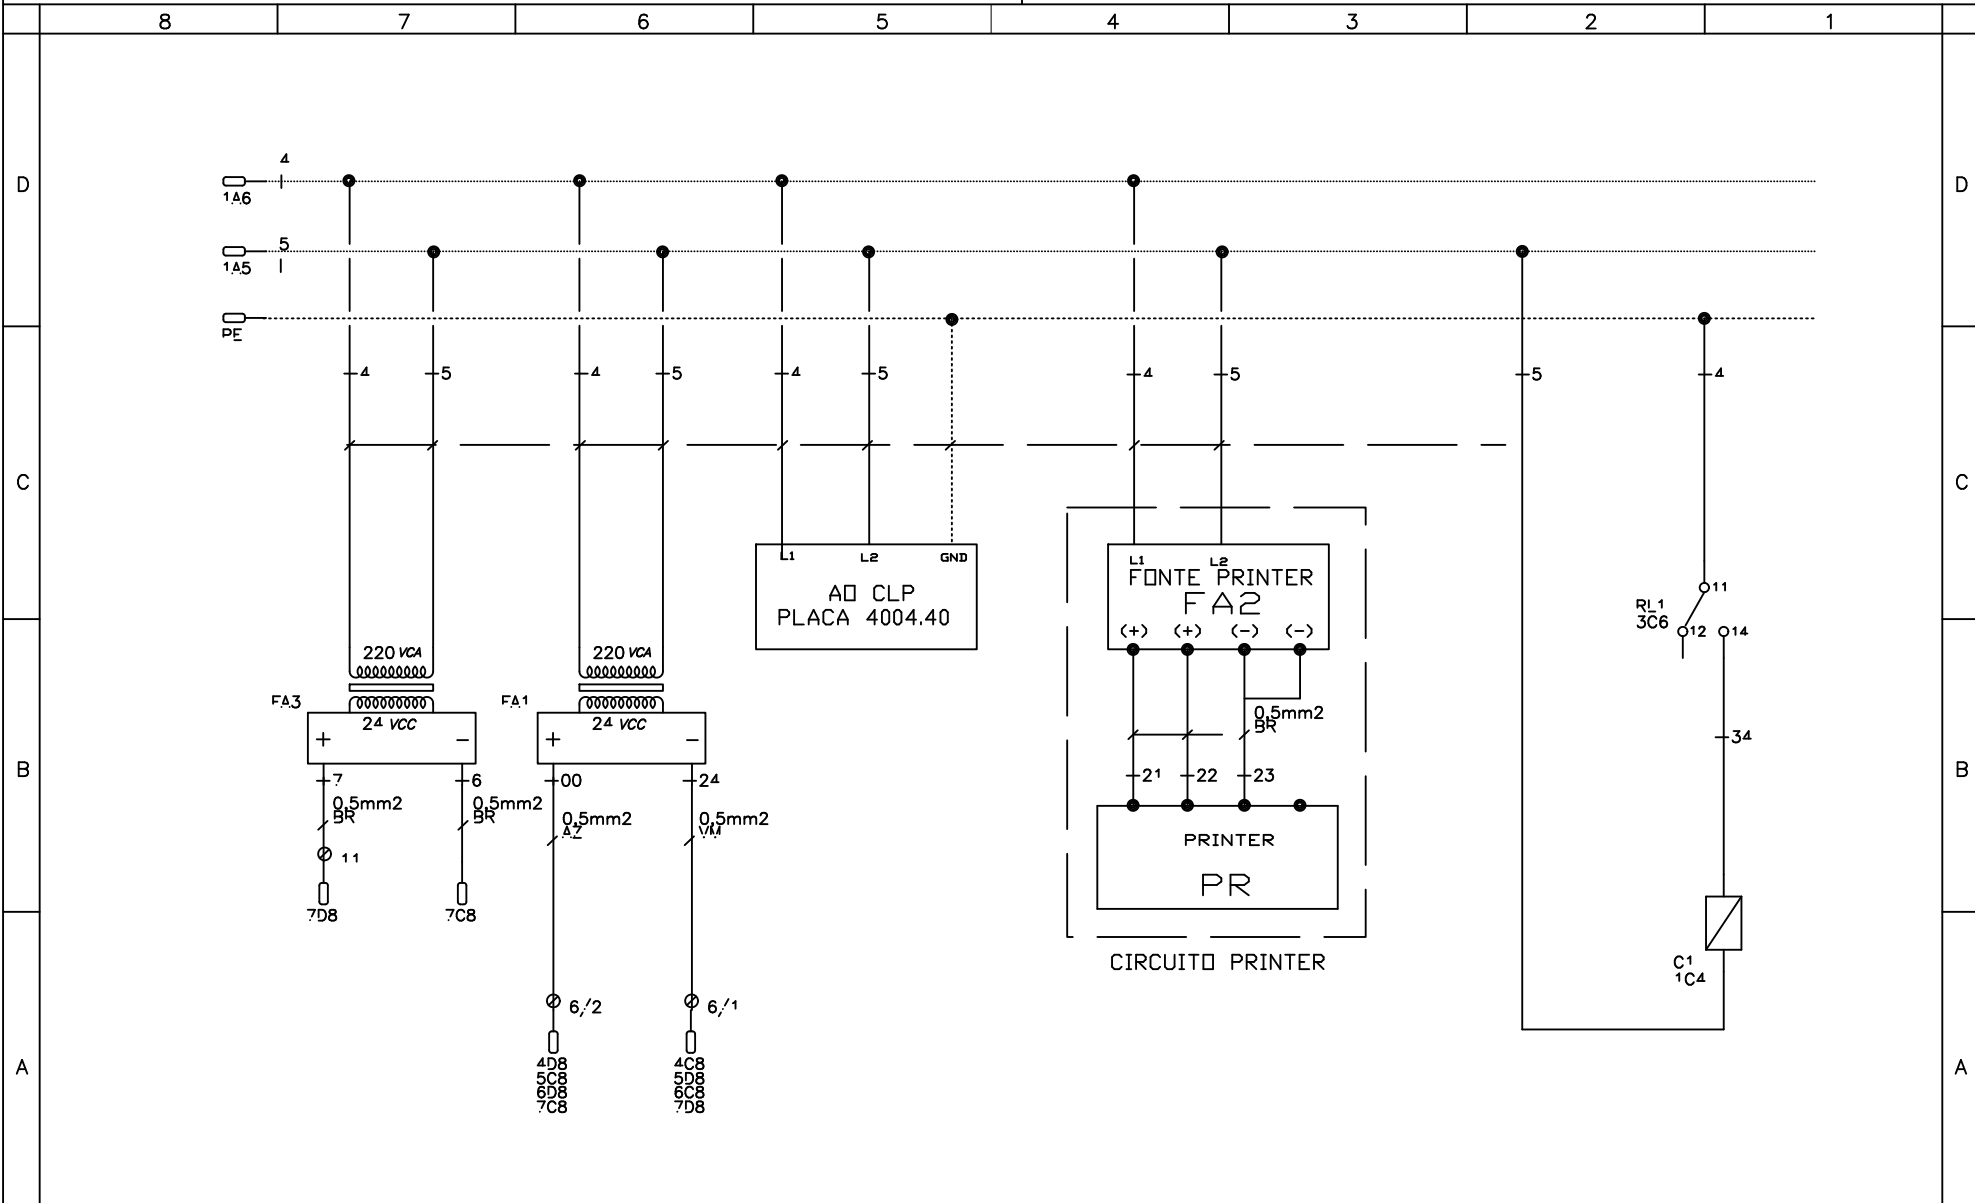 8 7 6 5 4 3 2 1
4
D D
1A6
5
1A5
PE
4 5 4 5 4 5 4 5 5 4
C C
L1 L2 GND
AO CLP
PLACA 4004.40
L1 L2
FONTE PRINTER
FA2
(+) (+) (-) (-)
11
RL1
3C6
12 14
220 VCA 220 VCA
FA3 FA1
24 VCC 24 VCC
+ - + -
0,5mm2
BR
34
B B
7 6 00 24
21 22 23
0,5mm2 0,5mm2
BR BR
0,5mm2 0,5mm2
AZ VM
11
7D8 7C8
PRINTER
PR
CIRCUITO PRINTER
C1
1C4
6/2 6/1
A A
4D8 4C8
5C8 5D8
6D8 6C8
7C8 7D8